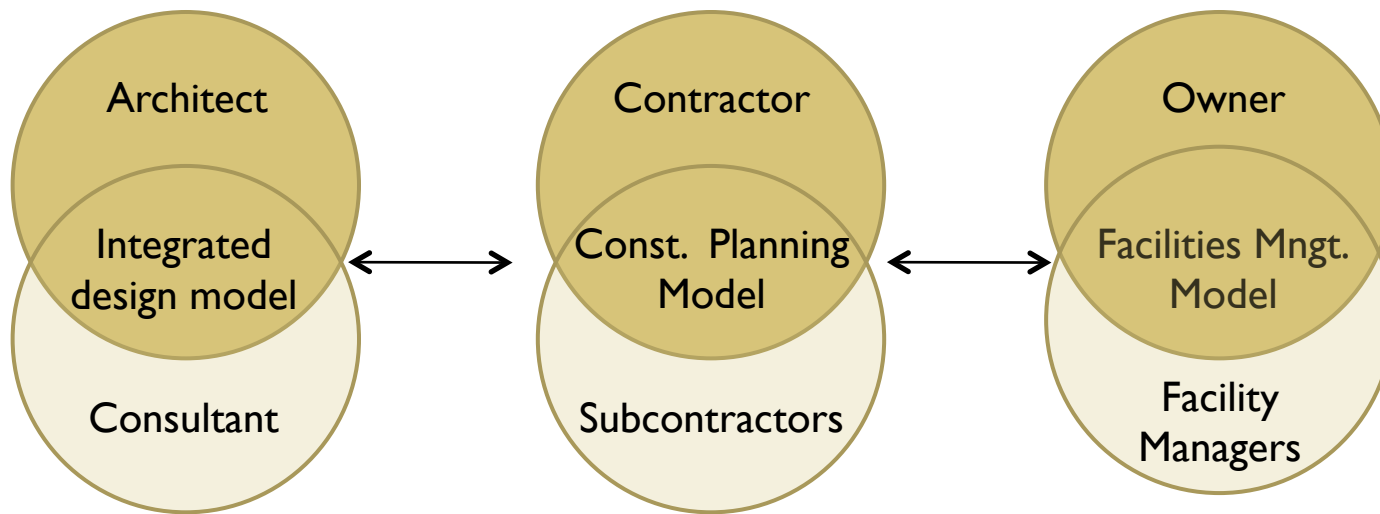 Architect
Integrated
design model
Consultant
Contractor
Const. Planning
Model
Subcontractors
Owner
Facilities Mngt.
Model
Facility
Managers